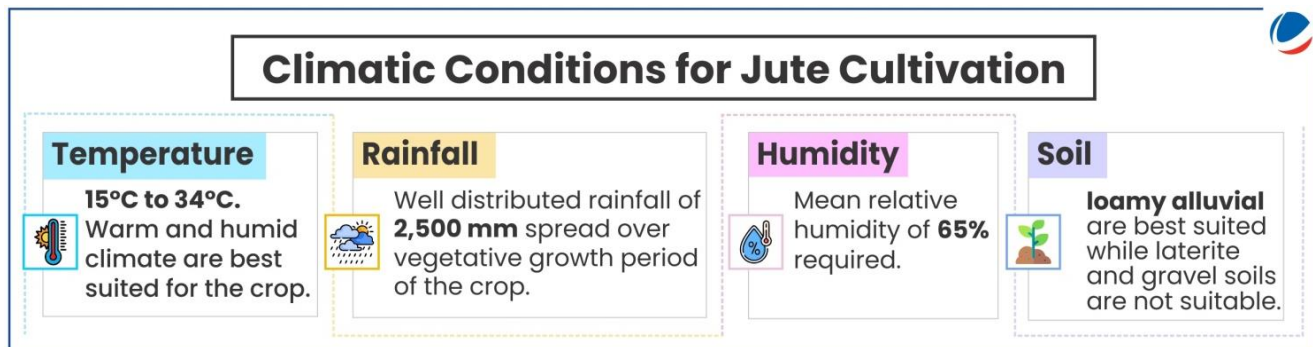 Climatic Conditions for Jute Cultivation
Temperature
15°C to 34°C.
Warm and humid
climate are best
suited for the crop.
Rainfall
Well distributed rainfall of
2,500 mm spread over
vegetative growth period
of the crop.
Humidity
Mean relative
humidity of 65%
required.
%
Soil
loamy alluvial
are best suited
while laterite
and gravel soils
are not suitable.